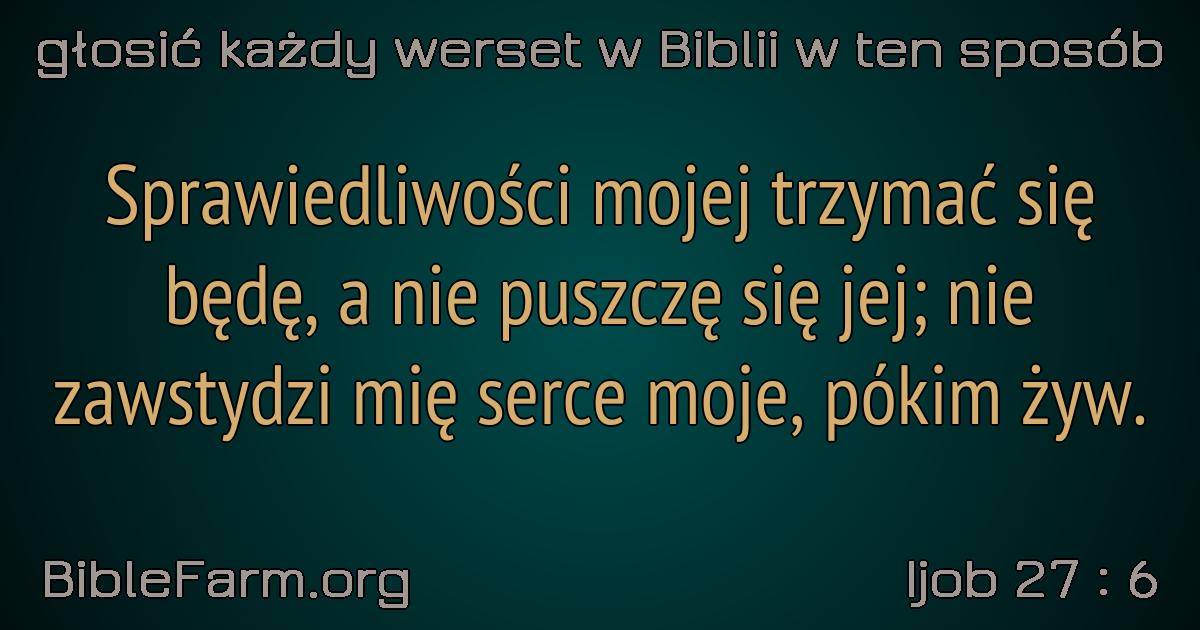 głosić każdy werset w Biblii w ten sposób
Sprawiedliwości mojej trzymać się
będę, a nie puszczę się jej; nie
zawstydzi mię serce moje, pókim żyw.
BibleFarm.org
Ijob 27 : 6